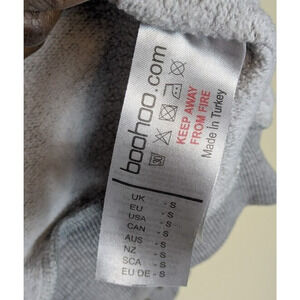 boohoo.com
KEEP AWAY
FROM FIRE
Made In Turkey
UK - S
EU - S
USA - S
CAN - S
AUS - S
NZ - S
SCA - S
EU DE - S